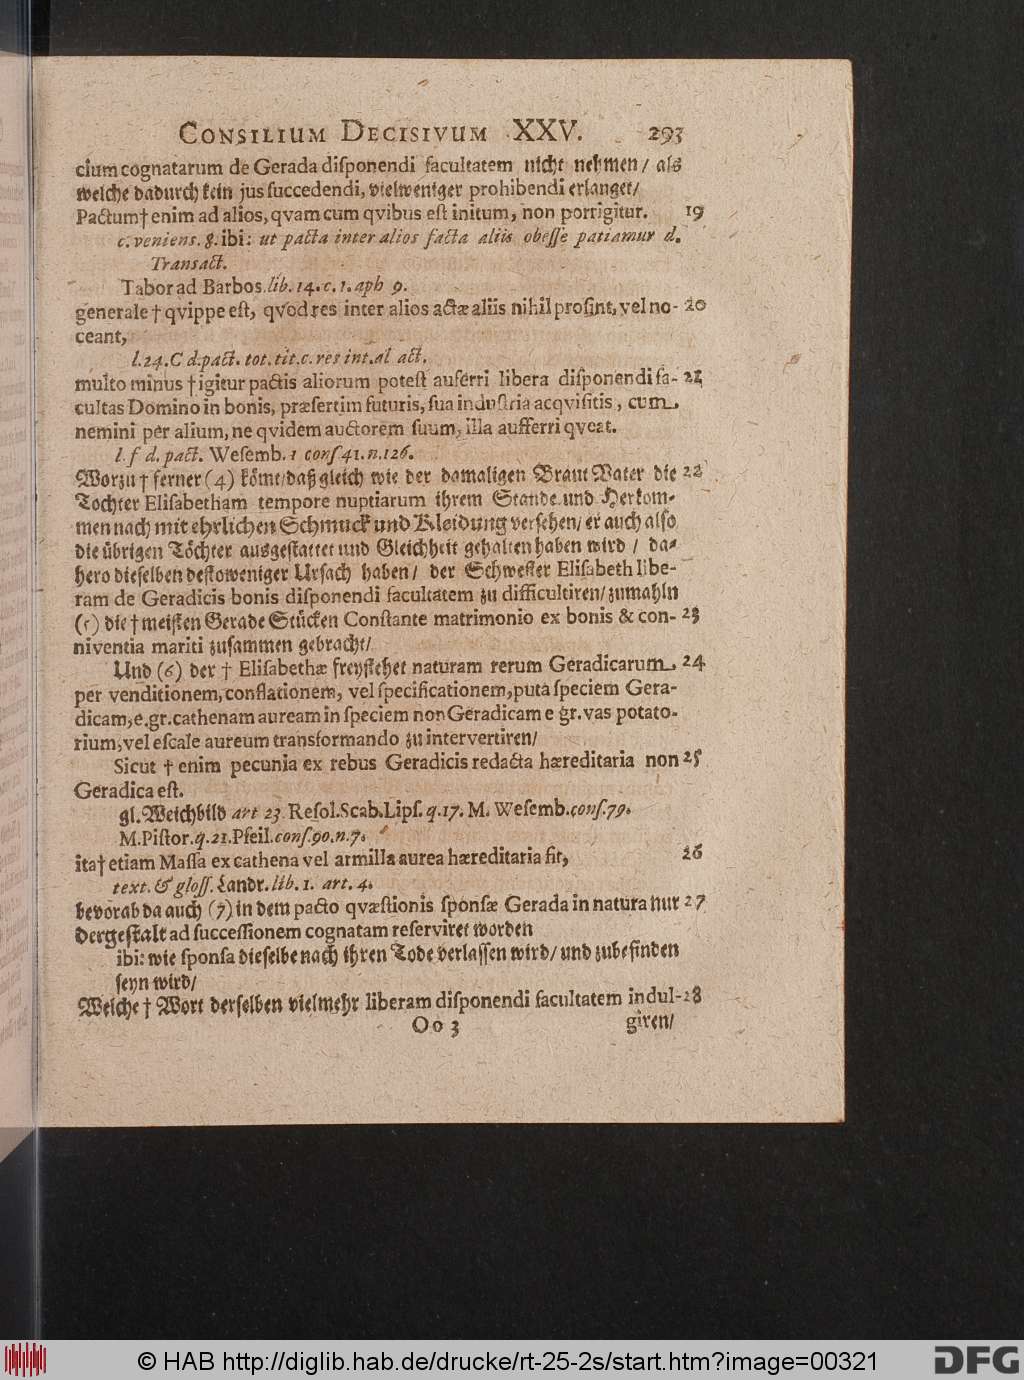 CONSILIUM DECISIVUM XXV. 293
cium cognatarum de Gerada disponendi facultatem nicht nehmen/ als
welche dadurch kein jus succedendi, vielweniger prohibendi erlanget/
Pactum† enim ad alios, qvam cum qvibus est initum, non porrigitur. 19
c. veniens. 8. ibi: ut pacta inter alios facta aliis obesse patiamur d.
Transact.
Tabor ad Barbos. lib. 14. c. 1. aph 9.
generale † qvippe est, qvod res inter alios actæ aliis nihil prosint, vel no- 20
ceant,
l. 24. C d. pact. tot. tit. c. res int. al act.
multo minus † igitur pactis aliorum potest auferri libera disponendi fa- 21
cultas Domino in bonis, præsertim futuris, sua industria acqvisitis, cum
nemini per alium, ne qvidem auctorem suum, illa aufferri qveat.
l. f d. pact. Wesemb. 1 cons 41. n. 126.
Worzu † ferner (4) kömt/ daß gleich wie der damaligen Braut Vater die 22
Tochter Elisabetham tempore nuptiarum ihrem Stande und Herkom-
men nach mit ehrlichen Schmuck und Kleidung versehen/ er auch also
die übrigen Töchter ausgestattet und Gleichheit gehalten haben wird / da-
hero dieselben destoweniger Ursach haben/ der Schwester Elisabeth libe-
ram de Geradicis bonis disponendi facultatem zu difficultiren/ zumahln
(5) die † meisten Gerade Stücken Constante matrimonio ex bonis & con- 23
niventia mariti zusammen gebracht/
Und (6) der † Elisabethæ freystehet naturam rerum Geradicarum 24
per venditionem, conflationem, vel specificationem, puta speciem Gera-
dicam, e. gr. cathenam auream in speciem non Geradicam e gr. vas potato-
rium, vel escale aureum transformando zu intervertiren/
Sicut † enim pecunia ex rebus Geradicis redacta hæreditaria non 25
Geradica est.
gl. Weichbild art 23. Resol. Scab. Lips. q. 17. M. Wesemb. cons. 79.
M. Pistor. q. 21. Pfeil. cons. 90. n. 7.
ita† etiam Massa ex cathena vel armilla aurea hæreditaria fit, 26
text. & gloss. Landr. lib. 1. art. 4.
bevorab da auch (7) in dem pacto qvæstionis sponsæ Gerada in natura nur 27
dergestalt ad successionem cognatam reserviret worden
ibi: wie sponsa dieselbe nach ihren Tode verlassen wird/ und zubefinden
seyn wird/
Welche † Wort derselben vielmehr liberam disponendi facultatem indul- 28
Oo 3 giren/
© HAB http://diglib.hab.de/drucke/rt-25-2s/start.htm?image=00321
DFG